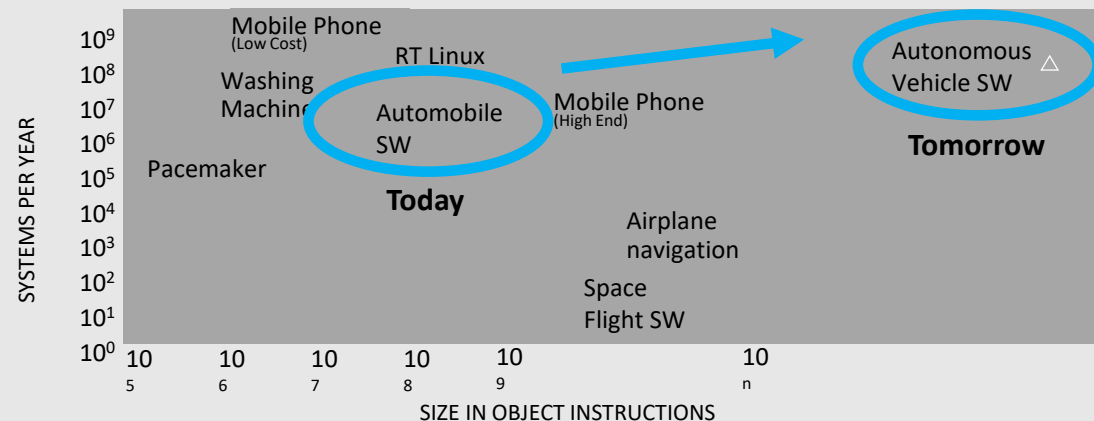 Mobile Phone
(Low Cost)
RT Linux
Washing
Machine
Automobile
SW
Mobile Phone
(High End)
Autonomous
Vehicle SW
Tomorrow
Pacemaker
Today
Airplane
navigation
Space
Flight SW
SYSTEMS PER YEAR
10⁹
10⁸
10⁷
10⁶
10⁵
10⁴
10³
10²
10¹
10⁰
10 10 10 10 10 10
5 6 7 8 9 n
SIZE IN OBJECT INSTRUCTIONS